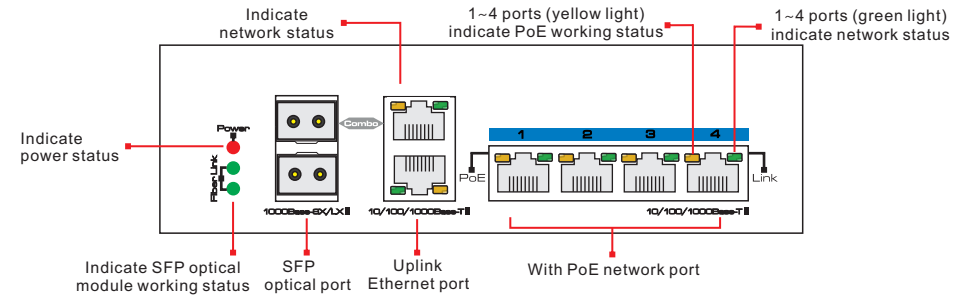 Indicate
network status
1~4 ports (yellow light)
indicate PoE working status
1~4 ports (green light)
indicate network status
Indicate
power status
Power
Fiber Link
Combo
1 2 3 4
PoE
Link
1000Base-SX/LX
10/100/1000Base-T
10/100/1000Base-T
Indicate SFP optical
module working status
SFP
optical port
Uplink
Ethernet port
With PoE network port